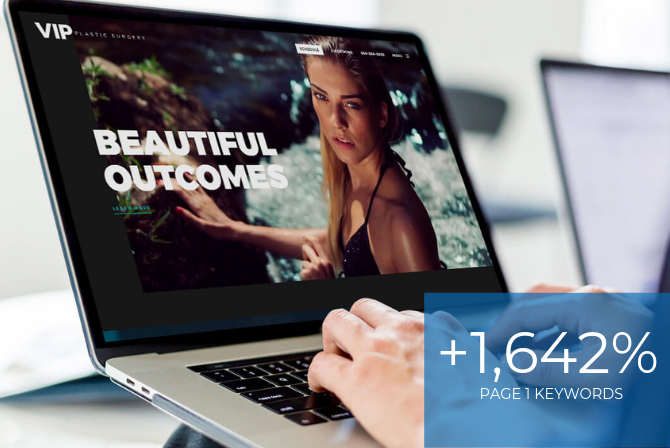 VIP PLASTIC SURGERY
SCHEDULE
MENU
BEAUTIFUL
OUTCOMES
LEARN MORE
+1,642%
PAGE 1 KEYWORDS